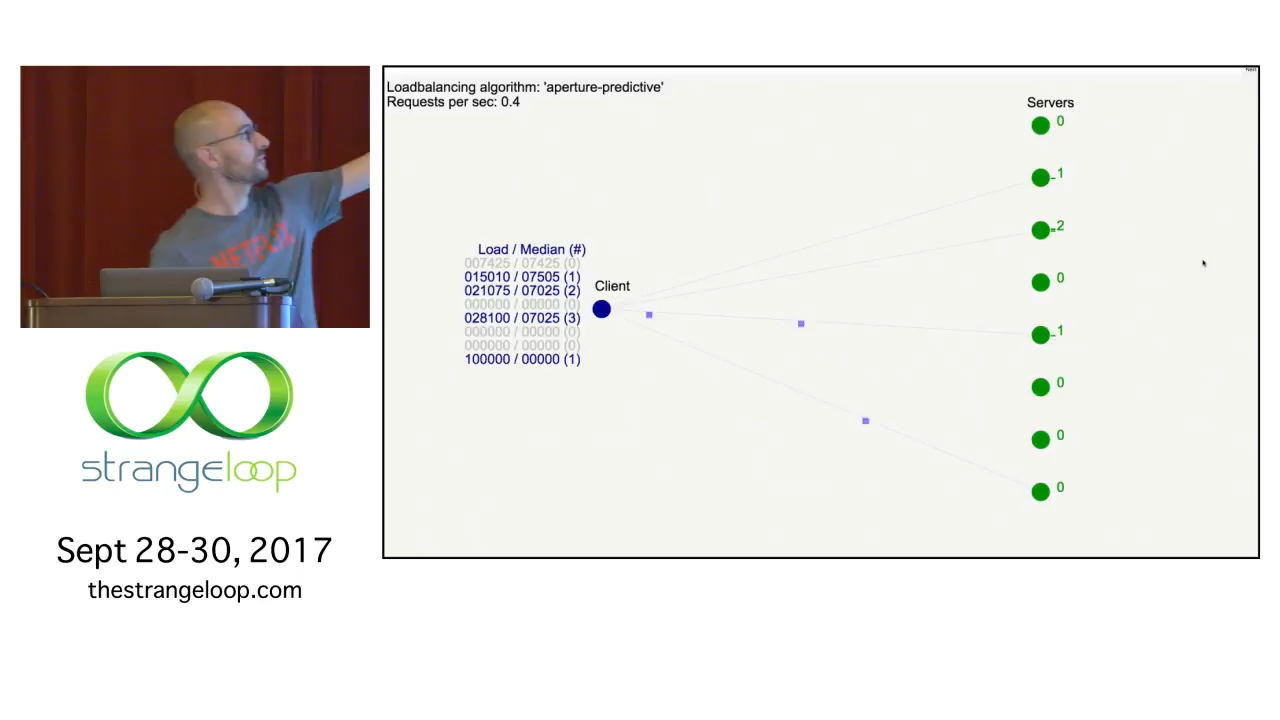 NETFLIX
strangeloop
Sept 28-30, 2017
thestrangeloop.com
Next
Loadbalancing algorithm: 'aperture-predictive'
Requests per sec: 0.4
Load / Median (#)
007425 / 07425 (0)
015010 / 07505 (1)
021075 / 07025 (2)
000000 / 00000 (0)
028100 / 07025 (3)
000000 / 00000 (0)
000000 / 00000 (0)
100000 / 00000 (1)
Client
Servers
0
1
2
0
1
0
0
0